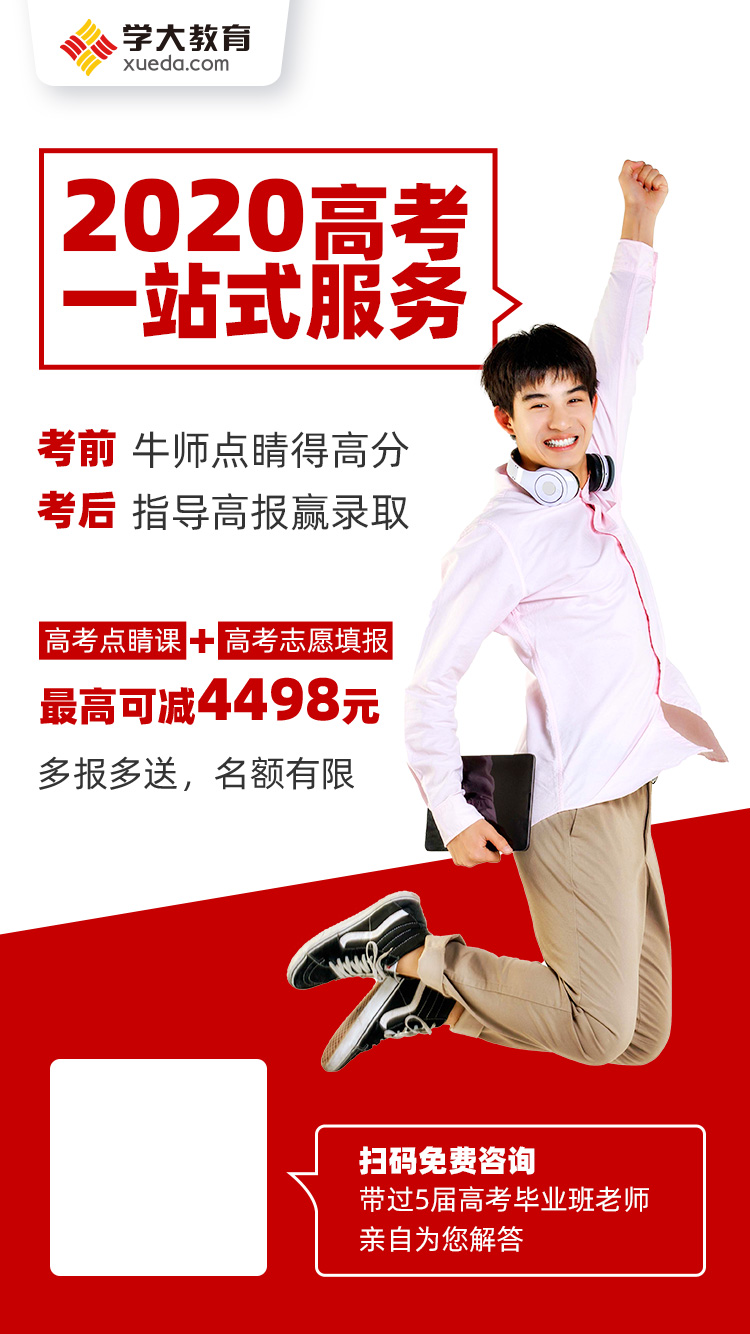 学大教育
xueda.com
2020高考
一站式服务
考前 牛师点睛得高分
考后 指导高报赢录取
高考点睛课+高考志愿填报
最高可减4498元
多报多送，名额有限
扫码免费咨询
带过5届高考毕业班老师
亲自为您解答